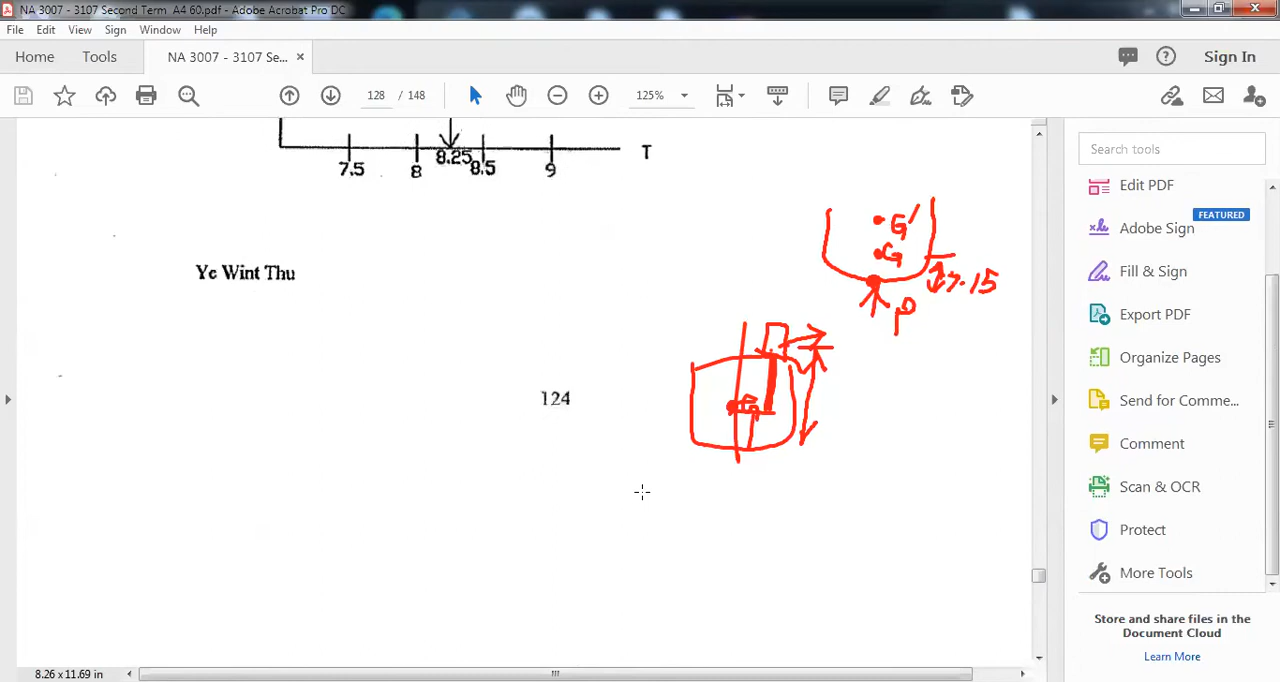 NA 3007 - 3107 Second Term A4 60.pdf - Adobe Acrobat Pro DC
File Edit View Sign Window Help
Home Tools NA 3007 - 3107 Se... × Sign In
128 / 148 125%
7.5 8 8.25 8.5 9 T
G'
G
7.15
P
Ye Wint Thu
G
124
8.26 x 11.69 in
Search tools
Edit PDF
FEATURED
Adobe Sign
Fill & Sign
Export PDF
Organize Pages
Send for Comme...
Comment
Scan & OCR
Protect
More Tools
Store and share files in the
Document Cloud
Learn More